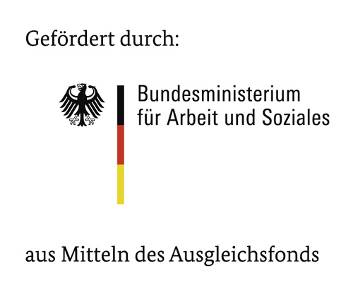 Gefördert durch:
Bundesministerium
für Arbeit und Soziales
aus Mitteln des Ausgleichsfonds